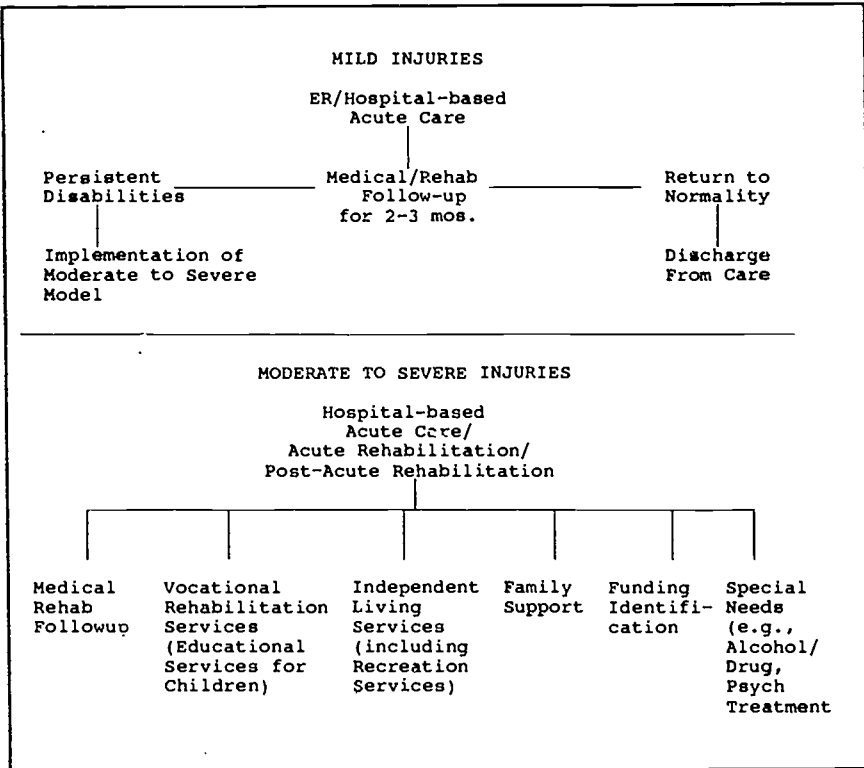 MILD INJURIES
ER/Hospital-based
Acute Care
Persistent
Disabilities
Medical/Rehab
Follow-up
for 2-3 mos.
Return to
Normality
Implementation of
Moderate to Severe
Model
Discharge
From Care
MODERATE TO SEVERE INJURIES
Hospital-based
Acute Care/
Acute Rehabilitation/
Post-Acute Rehabilitation
Medical
Rehab
Followup
Vocational
Rehabilitation
Services
(Educational
Services for
Children)
Independent
Living
Services
(including
Recreation
Services)
Family
Support
Funding
Identifi-
cation
Special
Needs
(e.g.,
Alcohol/
Drug,
Psych
Treatment